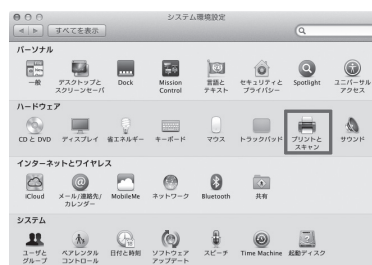 システム環境設定
すべてを表示
パーソナル
一般
デスクトップと
スクリーンセーバ
Dock
Mission
Control
言語と
テキスト
セキュリティと
プライバシー
Spotlight
ユニバーサル
アクセス
ハードウェア
CD と DVD
ディスプレイ
省エネルギー
キーボード
マウス
トラックパッド
プリントと
スキャン
サウンド
インターネットとワイヤレス
iCloud
メール/連絡先/
カレンダー
MobileMe
ネットワーク
Bluetooth
共有
システム
ユーザと
グループ
ペアレンタル
コントロール
日付と時刻
ソフトウェア
アップデート
スピーチ
Time Machine
起動ディスク